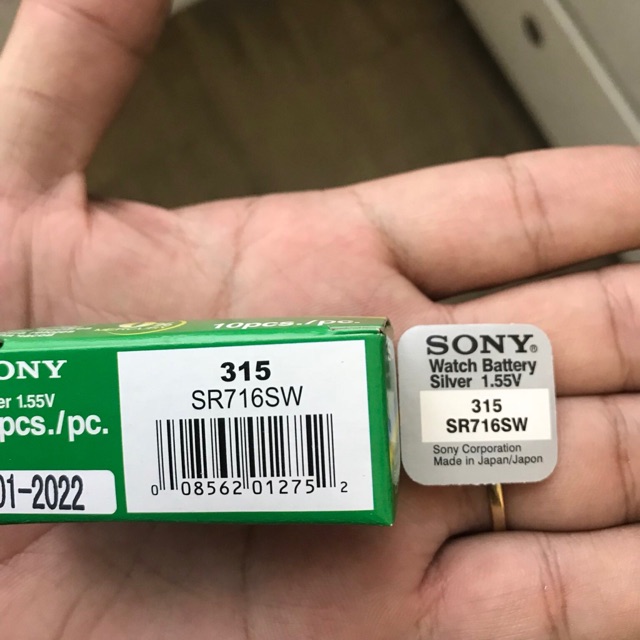 10pcs./pc.
ONY
er 1.55V
pcs./pc.
01-2022
315
SR716SW
0 08562 01275 2
SONY®
Watch Battery
Silver 1.55V
315
SR716SW
Sony Corporation
Made in Japan/Japon